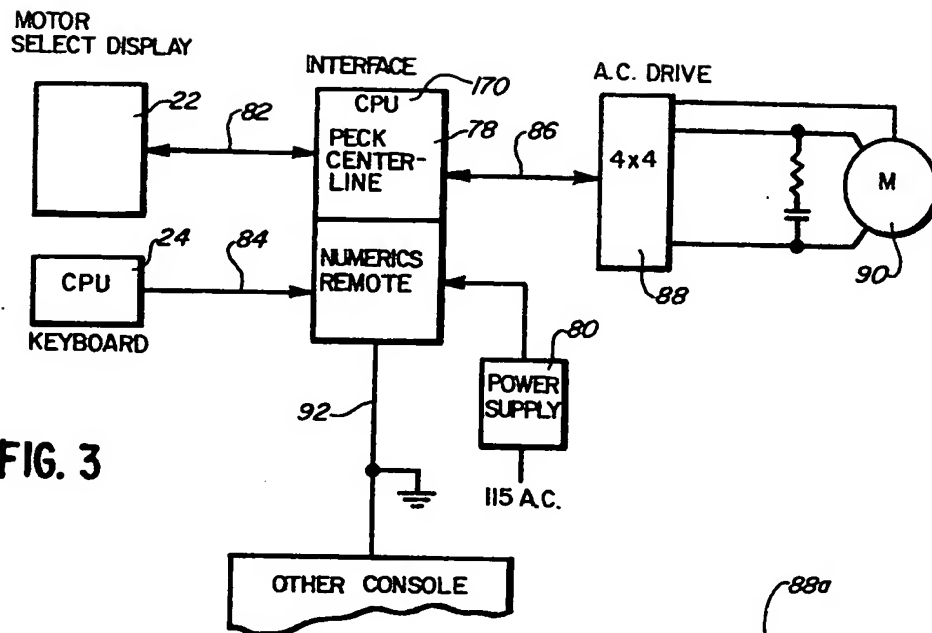 MOTOR
SELECT DISPLAY
22
82
INTERFACE
CPU
170
78
PECK
CENTER-
LINE
86
A.C. DRIVE
4x4
88
M
90
24
CPU
KEYBOARD
84
NUMERICS
REMOTE
80
POWER
SUPPLY
115 A.C.
92
FIG. 3
OTHER CONSOLE
88a